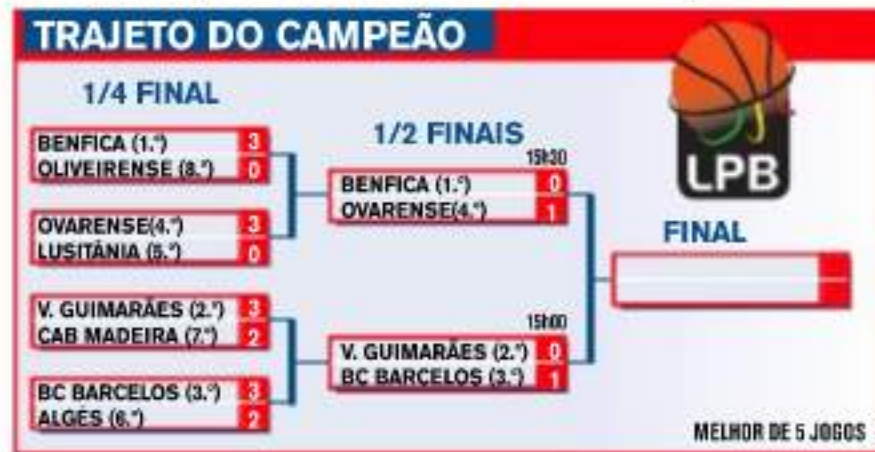 TRAJETO DO CAMPEÃO
1/4 FINAL
BENFICA (1.º) 3
OLIVEIRENSE (8.º) 0
OVARENSE(4.º) 3
LUSITÂNIA (5.º) 0
V. GUIMARÃES (2.º) 3
CAB MADEIRA (7.º) 2
BC BARCELOS (3.º) 3
ALGÉS (6.º) 2
1/2 FINAIS
15h30
BENFICA (1.º) 0
OVARENSE(4.º) 1
15h00
V. GUIMARÃES (2.º) 0
BC BARCELOS (3.º) 1
LPB
FINAL
MELHOR DE 5 JOGOS